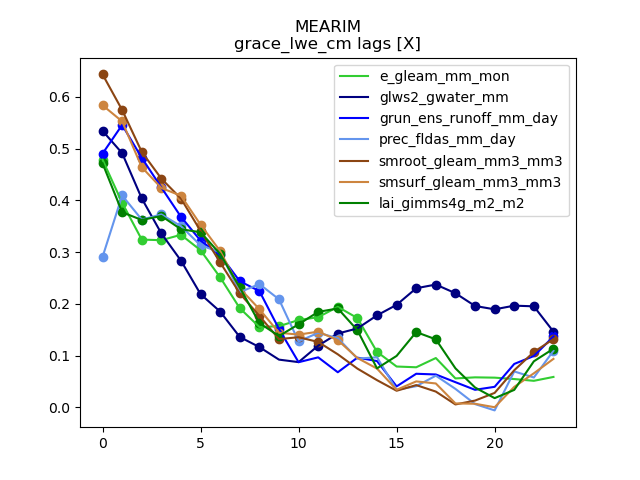 MEARIM
grace_lwe_cm lags [X]
e_gleam_mm_mon
glws2_gwater_mm
grun_ens_runoff_mm_day
prec_fldas_mm_day
smroot_gleam_mm3_mm3
smsurf_gleam_mm3_mm3
lai_gimms4g_m2_m2
0.6
0.5
0.4
0.3
0.2
0.1
0.0
0 5 10 15 20